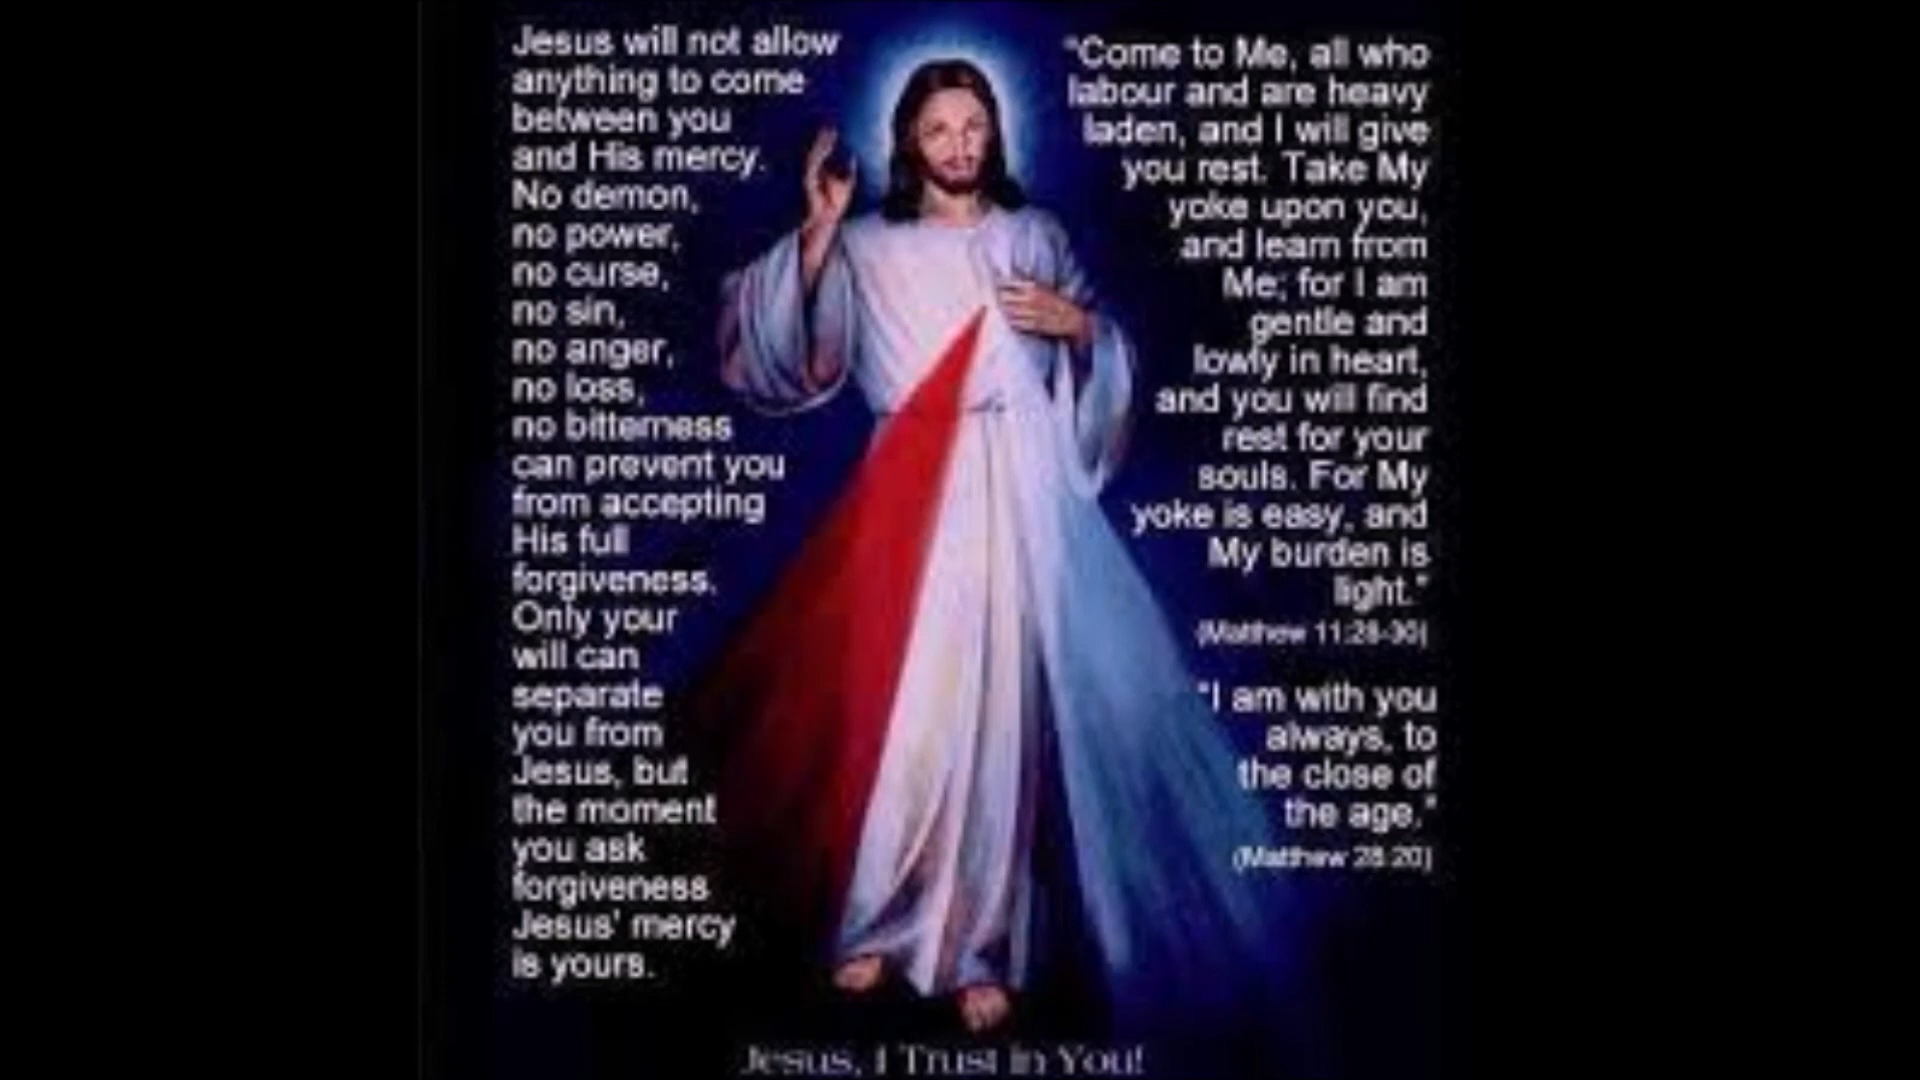 Jesus will not allow
anything to come
between you
and His mercy.
No demon,
no power,
no curse,
no sin,
no anger,
no loss,
no bitterness
can prevent you
from accepting
His full
forgiveness.
Only your
will can
separate
you from
Jesus, but
the moment
you ask
forgiveness
Jesus' mercy
is yours.
"Come to Me, all who
labour and are heavy
laden, and I will give
you rest. Take My
yoke upon you,
and learn from
Me; for I am
gentle and
lowly in heart,
and you will find
rest for your
souls. For My
yoke is easy, and
My burden is
light."
(Matthew 11:28-30)
"I am with you
always, to
the close of
the age."
(Matthew 28:20)
Jesus, I Trust in You!